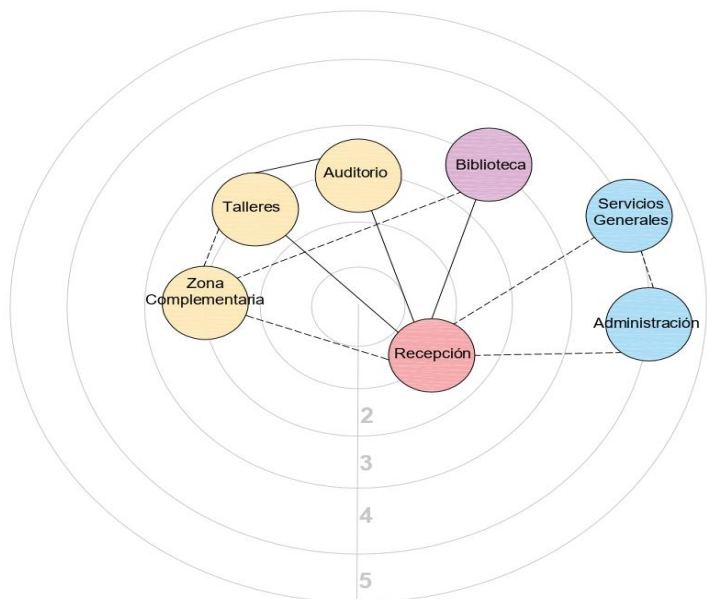 Biblioteca
Auditorio
Talleres
Servicios
Generales
Zona
Complementaria
Administración
Recepción
2
3
4
5